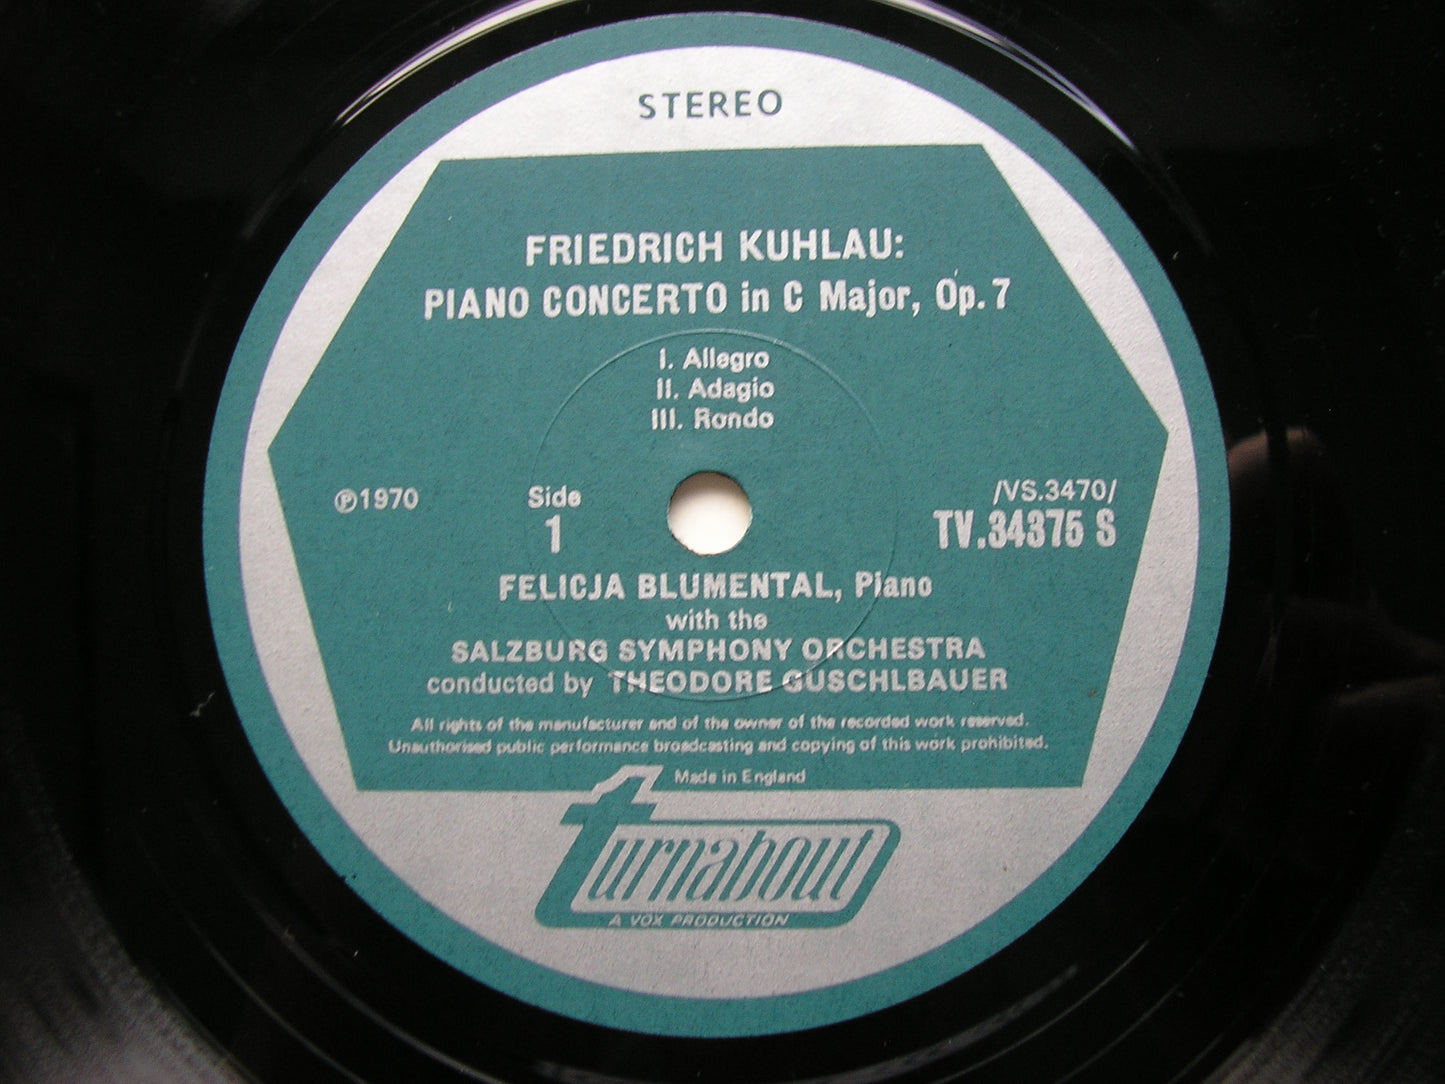 STEREO
FRIEDRICH KUHLAU:
PIANO CONCERTO in C Major, Op. 7
I. Allegro
II. Adagio
III. Rondo
℗1970
Side
1
/VS.3470/
TV.34375 S
FELICJA BLUMENTAL, Piano
with the
SALZBURG SYMPHONY ORCHESTRA
conducted by THEODORE GUSCHLBAUER
All rights of the manufacturer and of the owner of the recorded work reserved.
Unauthorised public performance broadcasting and copying of this work prohibited.
Made in England
turnabout
A VOX PRODUCTION